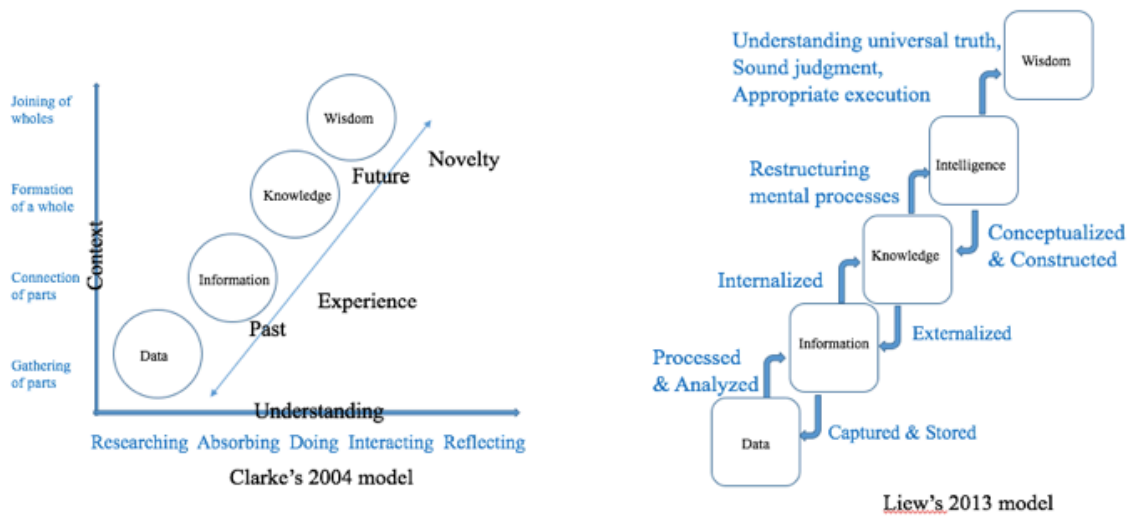 Joining of
wholes
Formation
of a whole
Connection
of parts
Gathering
of parts
Context
Wisdom
Knowledge
Information
Data
Novelty
Future
Experience
Past
Understanding
Researching Absorbing Doing Interacting Reflecting
Clarke's 2004 model
Understanding universal truth,
Sound judgment,
Appropriate execution
Wisdom
Intelligence
Restructuring
mental processes
Conceptualized
& Constructed
Knowledge
Internalized
Externalized
Information
Processed
& Analyzed
Captured & Stored
Data
Liew's 2013 model